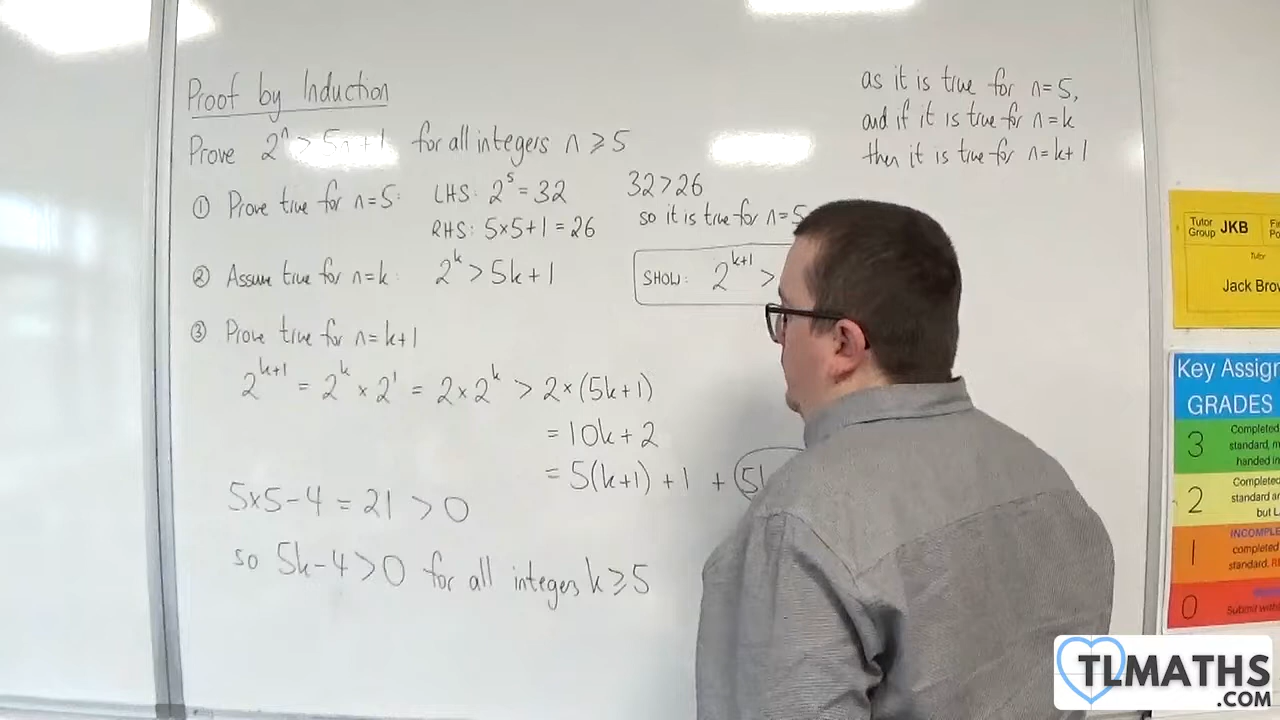 Proof by Induction
Prove 2ⁿ > 5n+1 for all integers n ≥ 5
① Prove true for n=5: LHS: 2⁵ = 32 32 > 26
RHS: 5×5+1 = 26 so it is true for n=5
② Assume true for n=k: 2ᵏ > 5k+1 SHOW: 2ᵏ⁺¹ >
③ Prove true for n=k+1
2ᵏ⁺¹ = 2ᵏ × 2¹ = 2×2ᵏ > 2×(5k+1)
= 10k+2
= 5(k+1)+1 + 5
5×5-4 = 21 > 0
so 5k-4>0 for all integers k ≥ 5
as it is true for n=5,
and if it is true for n=k
then it is true for n=k+1
Tutor Group JKB
Tutor
Jack
Key
GRADES
3 Completed
standard,
handed in
2 Completed
standard
but
1 INCOMPLE
completed
standard.
0
Submit
TLMATHS
.COM